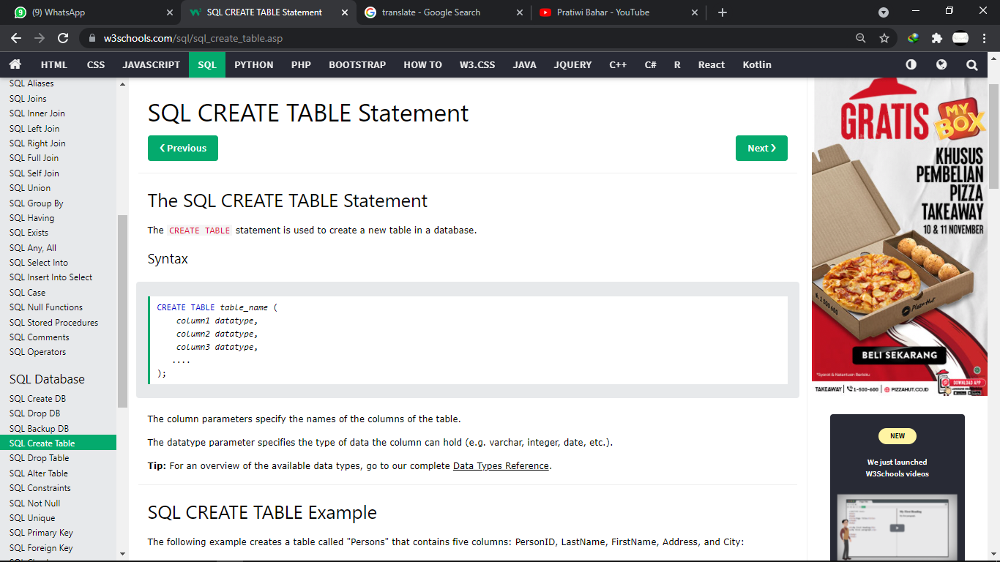 (9) WhatsApp
SQL CREATE TABLE Statement
translate - Google Search
Pratiwi Bahar - YouTube
w3schools.com/sql/sql_create_table.asp
HTML CSS JAVASCRIPT SQL PYTHON PHP BOOTSTRAP HOW TO W3.CSS JAVA JQUERY C++ C# R React Kotlin
SQL Aliases
SQL Joins
SQL Inner Join
SQL Left Join
SQL Right Join
SQL Full Join
SQL Self Join
SQL Union
SQL Group By
SQL Having
SQL Exists
SQL Any, All
SQL Select Into
SQL Insert Into Select
SQL Case
SQL Null Functions
SQL Stored Procedures
SQL Comments
SQL Operators
SQL Database
SQL Create DB
SQL Drop DB
SQL Backup DB
SQL Create Table
SQL Drop Table
SQL Alter Table
SQL Constraints
SQL Not Null
SQL Unique
SQL Primary Key
SQL Foreign Key
SQL CREATE TABLE Statement
❮ Previous
Next ❯
The SQL CREATE TABLE Statement
The CREATE TABLE statement is used to create a new table in a database.
Syntax
CREATE TABLE table_name (
column1 datatype,
column2 datatype,
column3 datatype,
....
);
The column parameters specify the names of the columns of the table.
The datatype parameter specifies the type of data the column can hold (e.g. varchar, integer, date, etc.).
Tip: For an overview of the available data types, go to our complete Data Types Reference.
SQL CREATE TABLE Example
The following example creates a table called "Persons" that contains five columns: PersonID, LastName, FirstName, Address, and City:
GRATIS MY BOX
KHUSUS
PEMBELIAN
PIZZA
TAKEAWAY
10 & 11 NOVEMBER
1 500 600
Pizza Hut
BELI SEKARANG
*Syarat & Ketentuan Berlaku
DOWNLOAD APP
TAKEAWAY | 1-500-600 | PIZZAHUT.CO.ID
NEW
We just launched
W3Schools videos